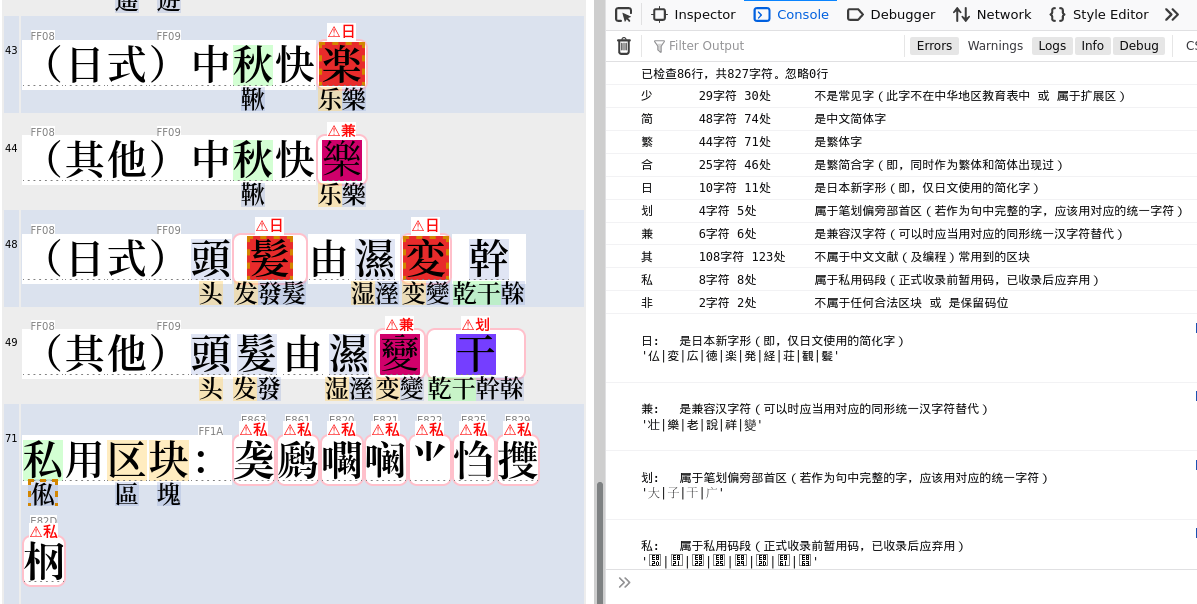 遙 遊
43
FF08 FF09 ⚠日
（日式）中秋快楽
鞦 乐樂
44
FF08 FF09 ⚠兼
（其他）中秋快樂
鞦 乐樂
48
FF08 FF09 ⚠日 ⚠日
（日式）頭髪由濕変幹
头 发發髮 湿溼 变變 乾干榦
49
FF08 FF09 ⚠兼 ⚠划
（其他）頭髮由濕變干
头 发發 湿溼 变變 乾干幹榦
71
FF1A E863 E861 E820 E821 E822 E825 E829
⚠私 ⚠私 ⚠私 ⚠私 ⚠私 ⚠私 ⚠私
私用区块：
俬 區 塊
E82D
⚠私
㭎
Inspector Console Debugger Network Style Editor
Filter Output Errors Warnings Logs Info Debug CS
已检查86行，共827字符。忽略0行
少 29字符 30处 不是常见字（此字不在中华地区教育表中 或 属于扩展区）
简 48字符 74处 是中文简体字
繁 44字符 71处 是繁体字
合 25字符 46处 是繁简合字（即，同时作为繁体和简体出现过）
日 10字符 11处 是日本新字形（即，仅日文使用的简化字）
划 4字符 5处 属于笔划偏旁部首区（若作为句中完整的字，应该用对应的统一字符）
兼 6字符 6处 是兼容汉字符（可以时应当用对应的同形统一汉字符替代）
其 108字符 123处 不属于中文文献（及编程）常用到的区块
私 8字符 8处 属于私用码段（正式收录前暂用码，已收录后应弃用）
非 2字符 2处 不属于任何合法区块 或 是保留码位
日: 是日本新字形（即，仅日文使用的简化字）
'仏|変|広|徳|楽|発|経|荘|観|髪'
兼: 是兼容汉字符（可以时应当用对应的同形统一汉字符替代）
'壮|樂|老|說|祥|變'
划: 属于笔划偏旁部首区（若作为句中完整的字，应该用对应的统一字符）
'大|子|干|广'
私: 属于私用码段（正式收录前暂用码，已收录后应弃用）